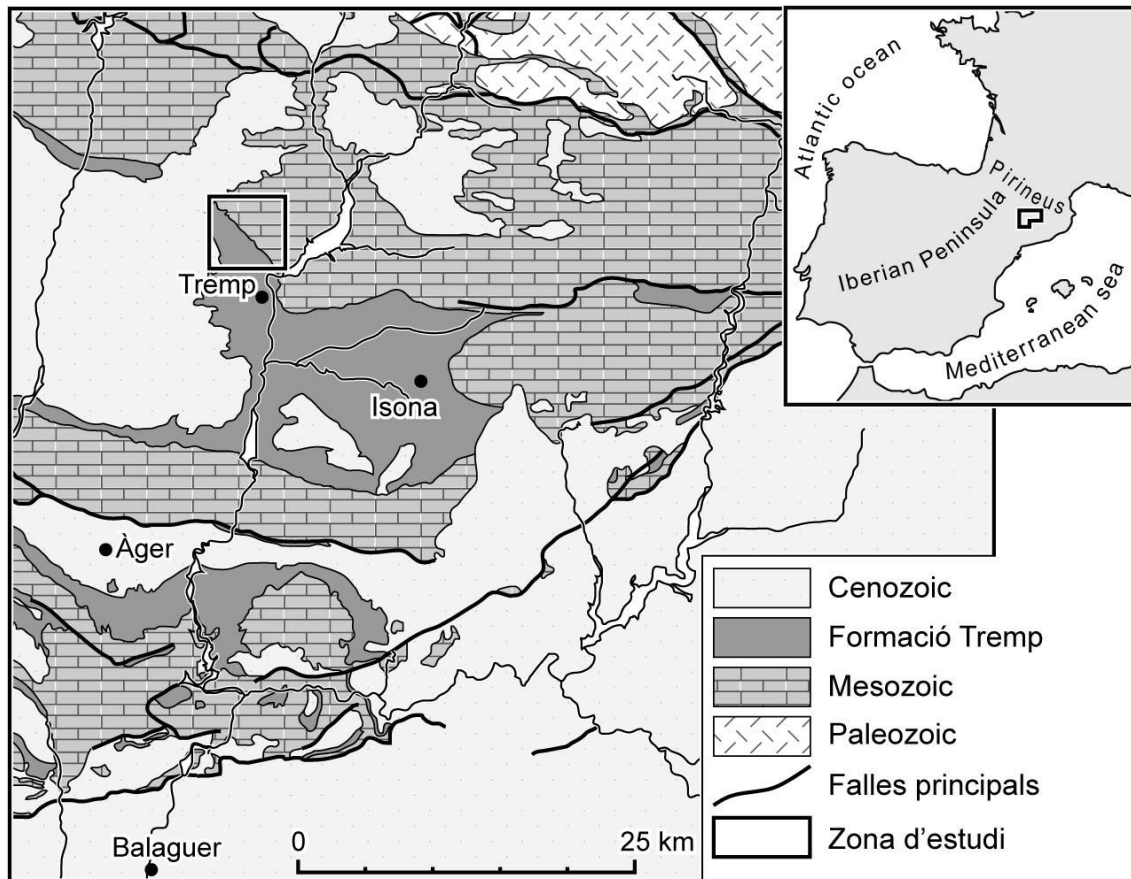 Atlantic ocean
Pirineus
Iberian Peninsula
Mediterranean sea
Tremp
Isona
Àger
Balaguer
0
25 km
Cenozoic
Formació Tremp
Mesozoic
Paleozoic
Falles principals
Zona d'estudi